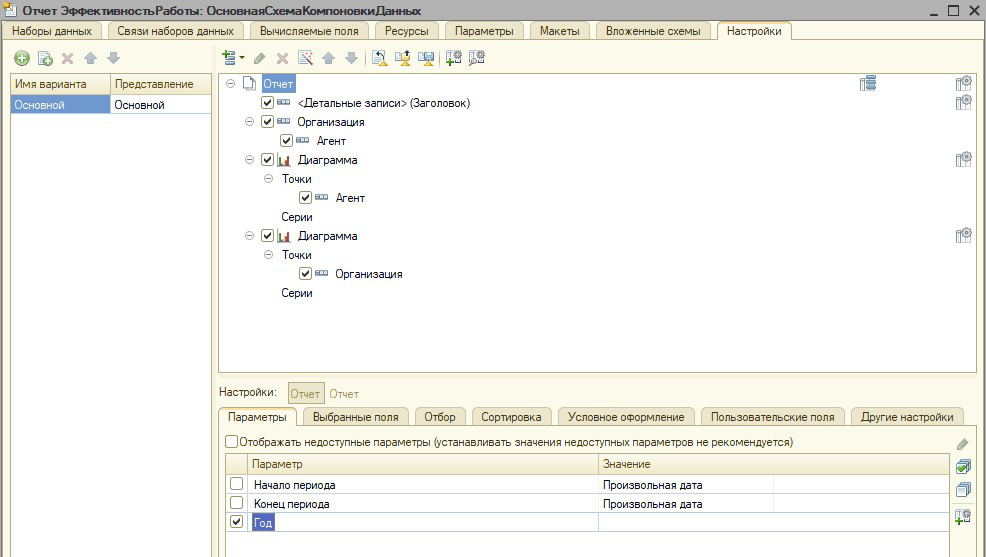 Отчет ЭффективностьРаботы: ОсновнаяСхемаКомпоновкиДанных
Наборы данных Связи наборов данных Вычисляемые поля Ресурсы Параметры Макеты Вложенные схемы Настройки
Имя варианта Представление
Основной Основной
Отчет
<Детальные записи> (Заголовок)
Организация
Агент
Диаграмма
Точки
Агент
Серии
Диаграмма
Точки
Организация
Серии
Настройки: Отчет Отчет
Параметры Выбранные поля Отбор Сортировка Условное оформление Пользовательские поля Другие настройки
Отображать недоступные параметры (устанавливать значения недоступных параметров не рекомендуется)
Параметр Значение
Начало периода Произвольная дата
Конец периода Произвольная дата
Год